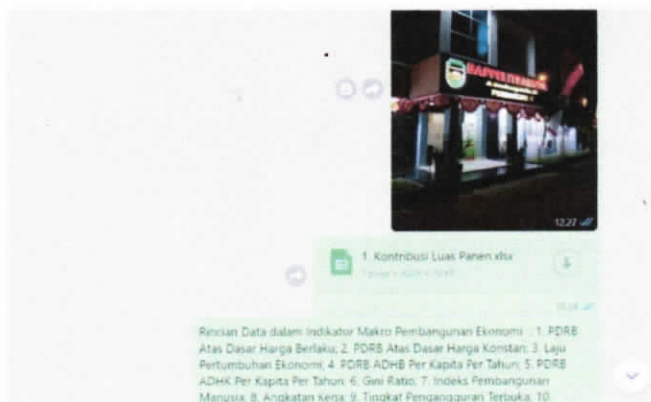 12.27
1. Kontribusi Luas Panen.xlsx
Rincian Data dalam Indikator Makro Pembangunan Ekonomi : 1. PDRB
Atas Dasar Harga Berlaku; 2. PDRB Atas Dasar Harga Konstan; 3. Laju
Pertumbuhan Ekonomi; 4. PDRB ADHB Per Kapita Per Tahun; 5. PDRB
ADHK Per Kapita Per Tahun; 6. Gini Ratio; 7. Indeks Pembangunan
Manusia; 8. Angkatan Kerja; 9. Tingkat Pengangguran Terbuka; 10.